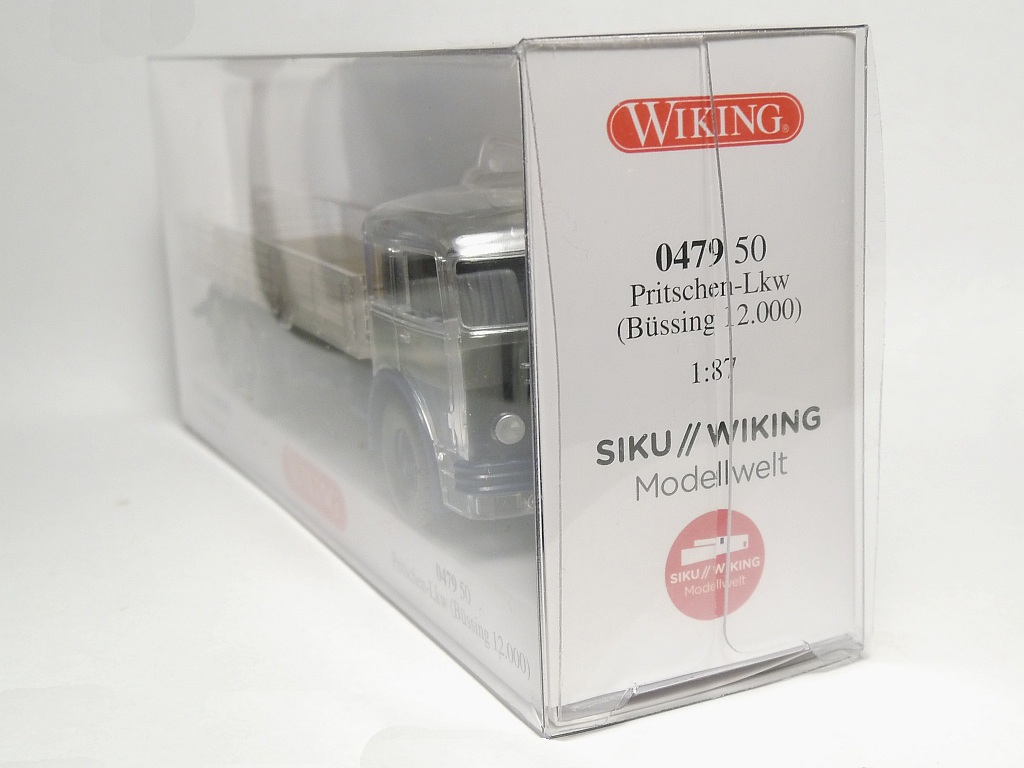 WIKING®
0479 50
Pritschen-Lkw
(Büssing 12.000)
1:87
SIKU // WIKING
Modellwelt
SIKU // WIKING
Modellwelt
WIKING
0479 50
Pritschen-Lkw (Büssing 12.000)